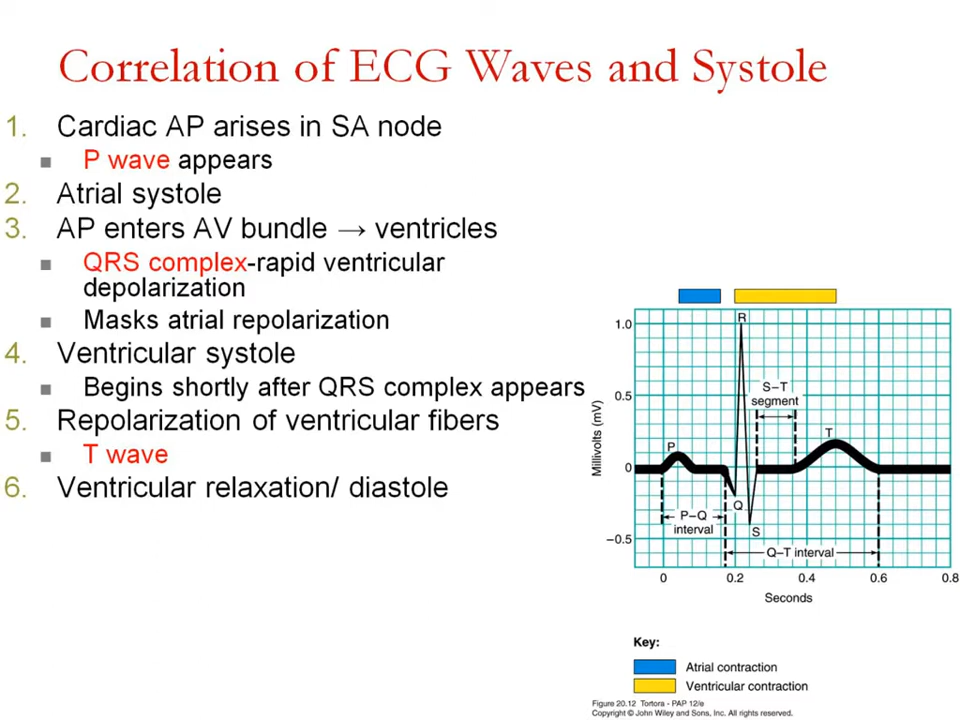 Correlation of ECG Waves and Systole
1. Cardiac AP arises in SA node
■ P wave appears
2. Atrial systole
3. AP enters AV bundle → ventricles
■ QRS complex-rapid ventricular
depolarization
■ Masks atrial repolarization
4. Ventricular systole
■ Begins shortly after QRS complex appears
5. Repolarization of ventricular fibers
■ T wave
6. Ventricular relaxation/ diastole
R
1.0
S–T
segment
0.5
T
P
Millivolts (mV)
0
Q
P–Q
interval
S
−0.5
Q–T interval
0 0.2 0.4 0.6 0.8
Seconds
Key:
Atrial contraction
Ventricular contraction
Figure 20.12 Tortora - PAP 12/e
Copyright © John Wiley and Sons, Inc. All rights reserved.